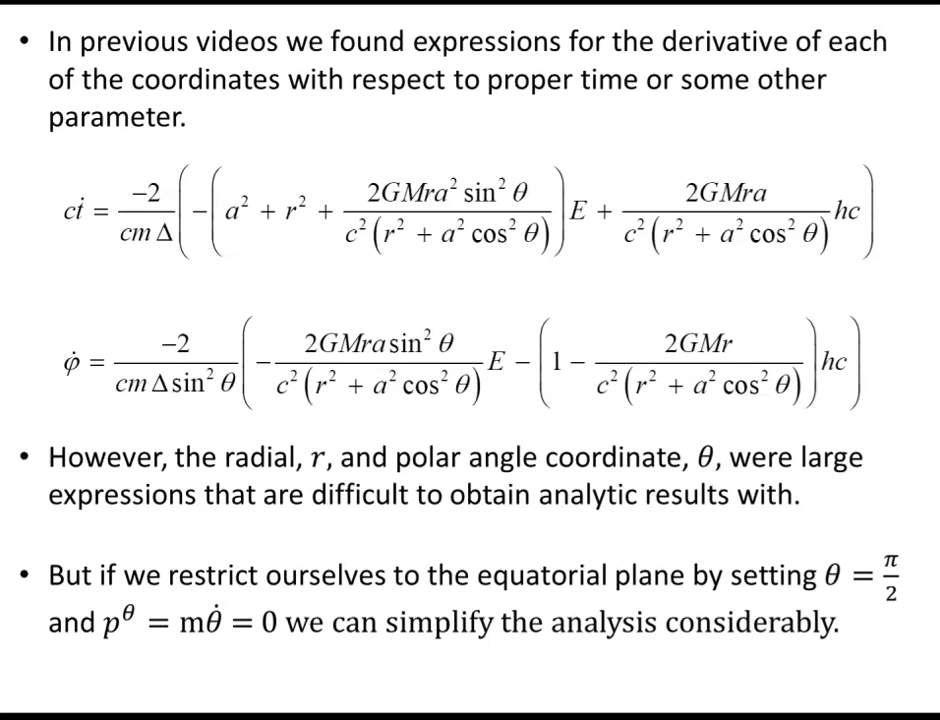 • In previous videos we found expressions for the derivative of each
of the coordinates with respect to proper time or some other
parameter.
cṫ = −2/(cmΔ) (−(a² + r² + 2GMra² sin² θ/(c²(r² + a² cos² θ))) E + 2GMra/(c²(r² + a² cos² θ)) hc)
φ̇ = −2/(cmΔ sin² θ) (−2GMra sin² θ/(c²(r² + a² cos² θ)) E − (1 − 2GMr/(c²(r² + a² cos² θ))) hc)
• However, the radial, r, and polar angle coordinate, θ, were large
expressions that are difficult to obtain analytic results with.
• But if we restrict ourselves to the equatorial plane by setting θ = π/2
and p^θ = mθ̇ = 0 we can simplify the analysis considerably.